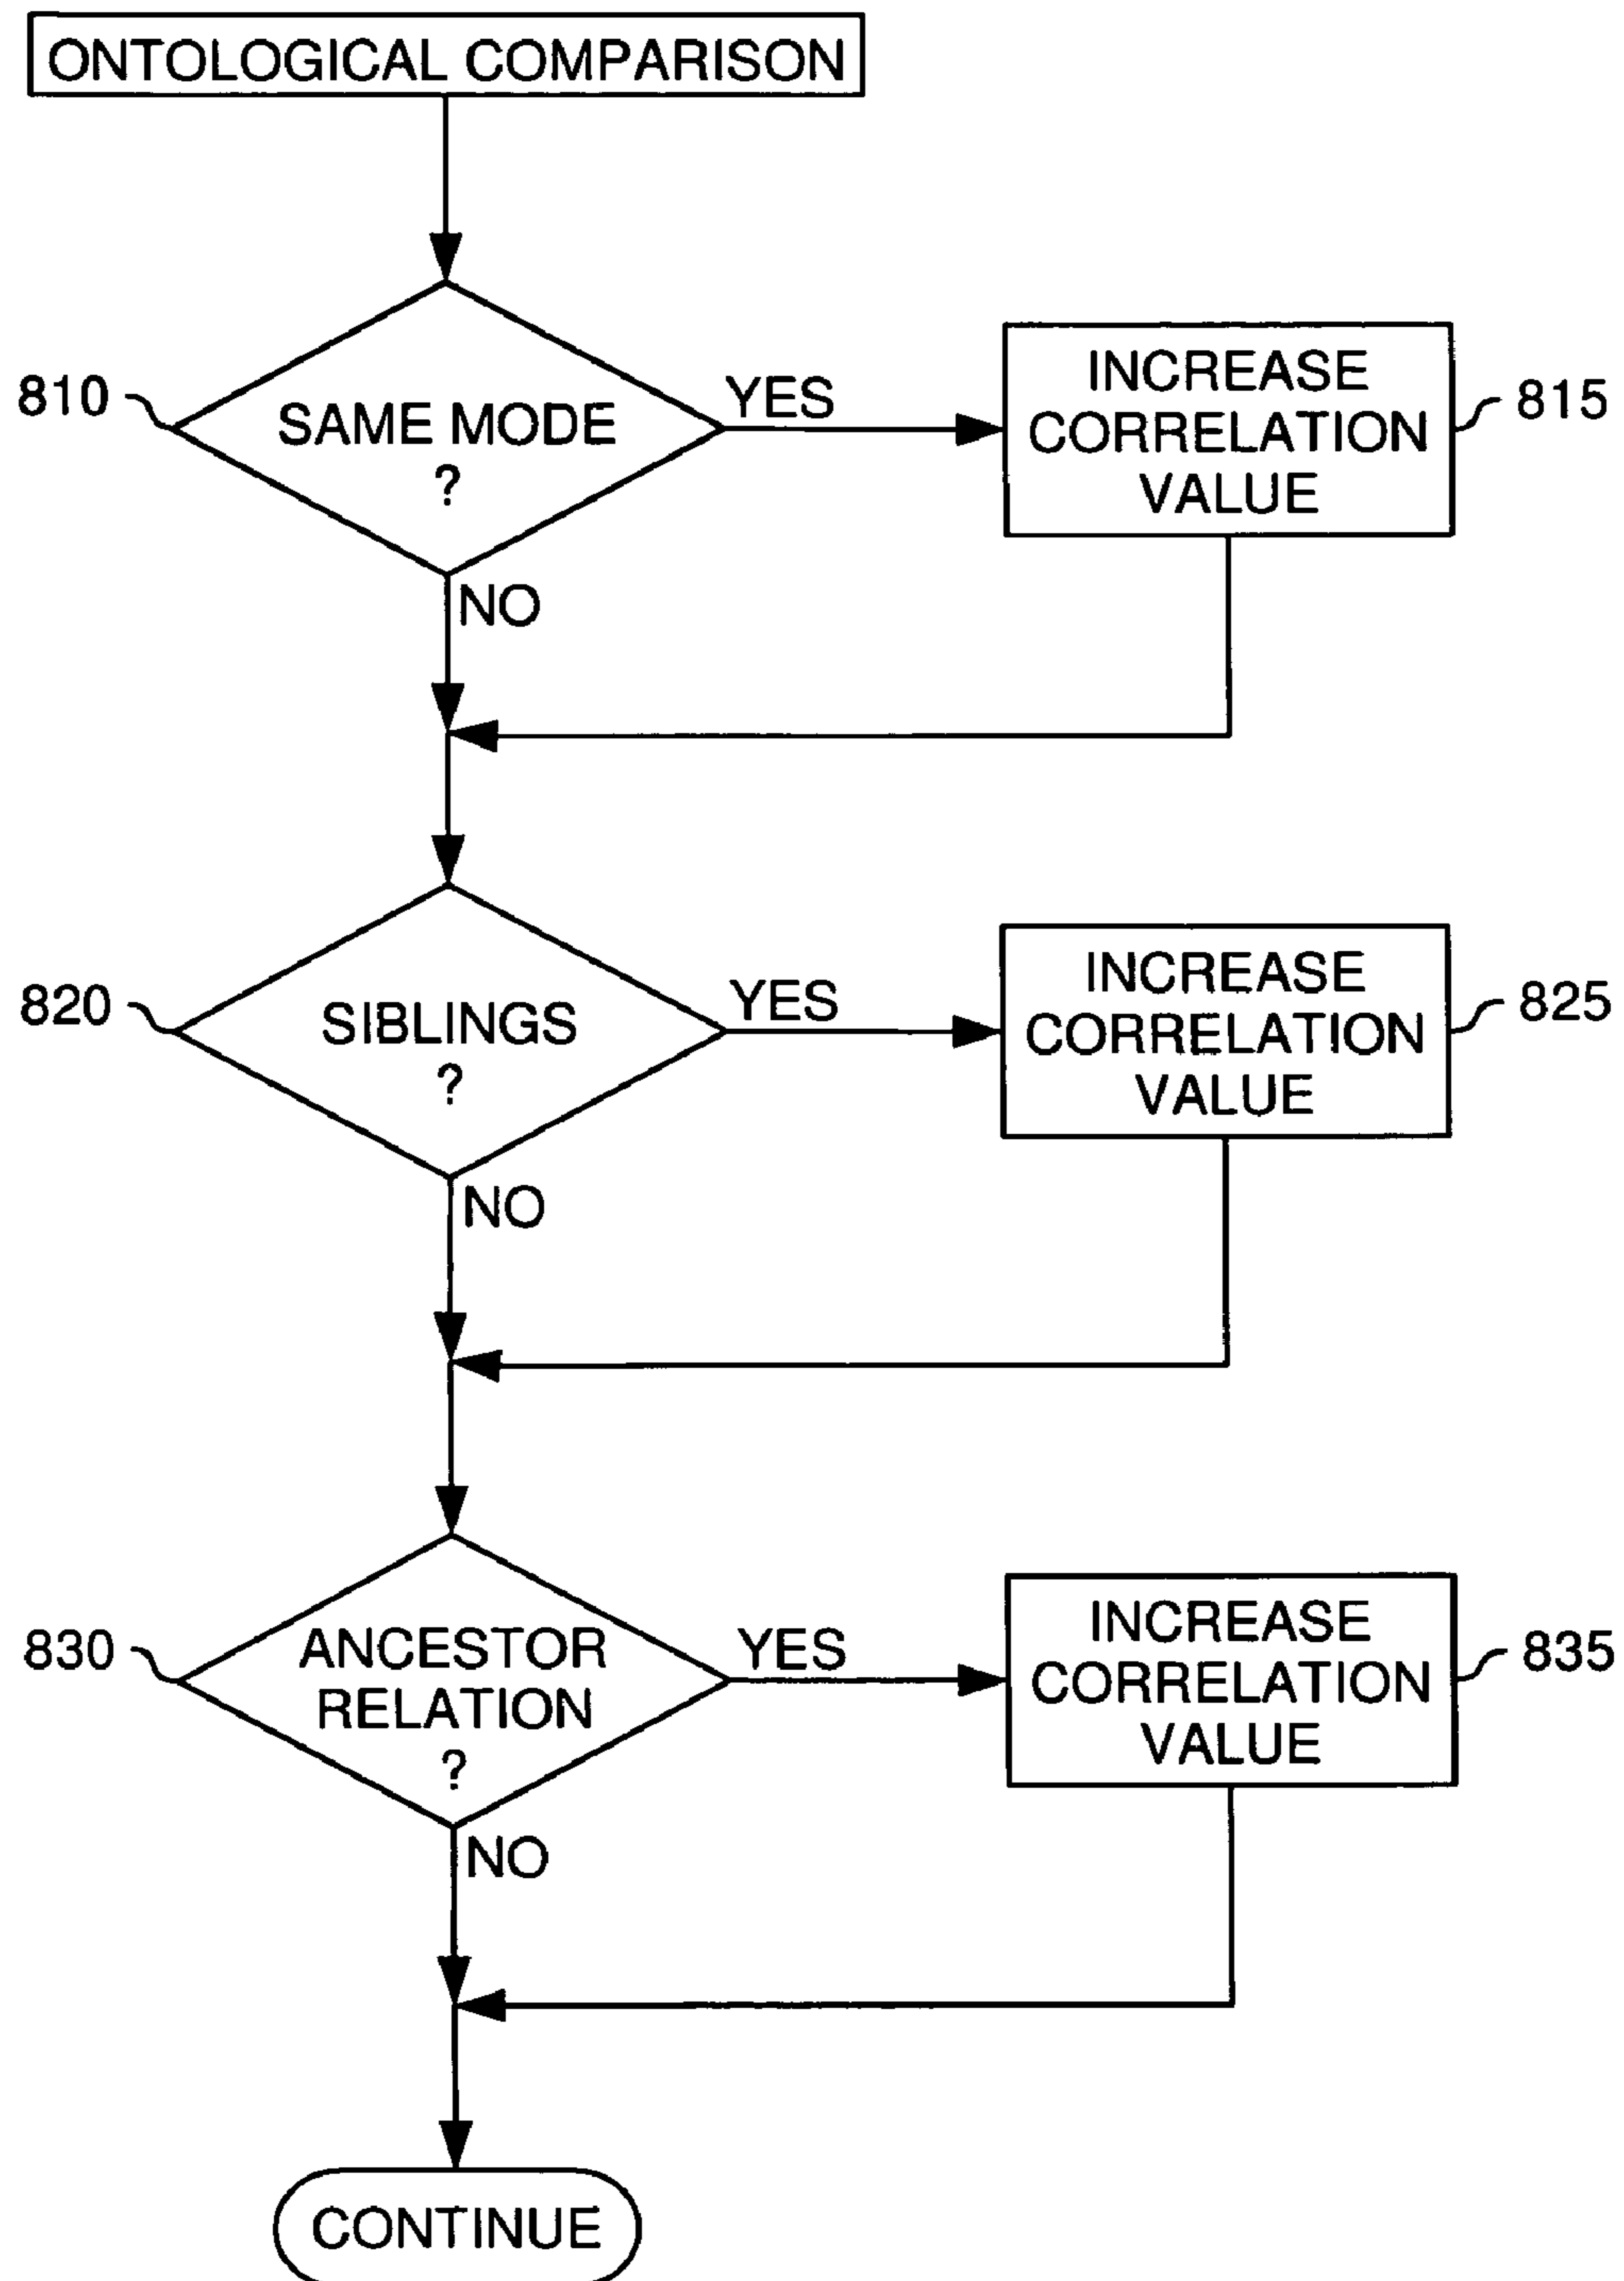 ONTOLOGICAL COMPARISON
810
SAME MODE
?
YES
INCREASE
CORRELATION
VALUE
815
NO
820
SIBLINGS
?
YES
INCREASE
CORRELATION
VALUE
825
NO
830
ANCESTOR
RELATION
?
YES
INCREASE
CORRELATION
VALUE
835
NO
CONTINUE